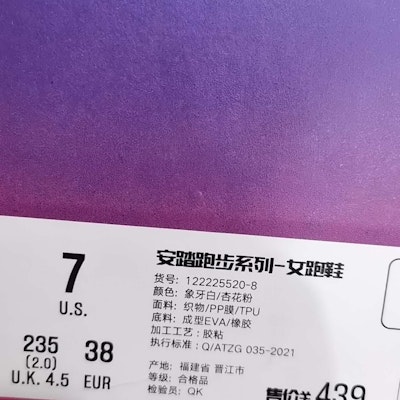 安踏跑步系列-女跑鞋
7
U.S.
235
(2.0)
U.K. 4.5
38
EUR
货号: 122225520-8
颜色: 象牙白/杏花粉
面料: 织物/PP膜/TPU
底料: 成型EVA/橡胶
加工工艺: 胶粘
执行标准: Q/ATZG 035-2021
产地: 福建省 晋江市
等级: 合格品
检验员: QK
售价¥ 439